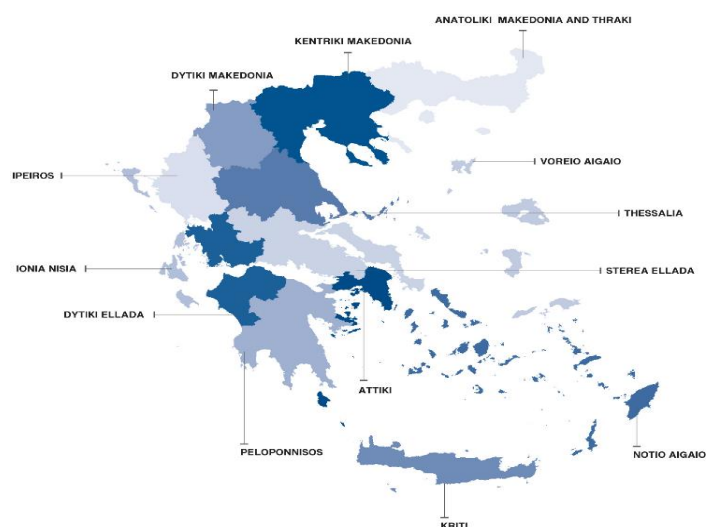 ANATOLIKI MAKEDONIA AND THRAKI
KENTRIKI MAKEDONIA
DYTIKI MAKEDONIA
VOREIO AIGAIO
IPEIROS
THESSALIA
IONIA NISIA
STEREA ELLADA
DYTIKI ELLADA
ATTIKI
PELOPONNISOS
NOTIO AIGAIO
KRITI